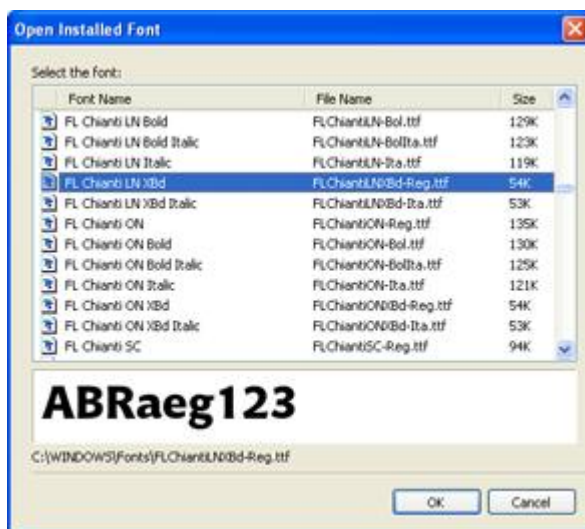 Open Installed Font
Select the font:
Font Name File Name Size
FL Chianti LN Bold FLChiantiLN-Bol.ttf 129K
FL Chianti LN Bold Italic FLChiantiLN-BolIta.ttf 123K
FL Chianti LN Italic FLChiantiLN-Ita.ttf 119K
FL Chianti LN XBd FLChiantiLNXBd-Reg.ttf 54K
FL Chianti LN XBd Italic FLChiantiLNXBd-Ita.ttf 53K
FL Chianti ON FLChiantiON-Reg.ttf 135K
FL Chianti ON Bold FLChiantiON-Bol.ttf 130K
FL Chianti ON Bold Italic FLChiantiON-BolIta.ttf 125K
FL Chianti ON Italic FLChiantiON-Ita.ttf 121K
FL Chianti ON XBd FLChiantiONXBd-Reg.ttf 54K
FL Chianti ON XBd Italic FLChiantiONXBd-Ita.ttf 53K
FL Chianti SC FLChiantiSC-Reg.ttf 94K
ABRaeg123
C:\WINDOWS\Fonts\FLChiantiLNXBd-Reg.ttf
OK Cancel